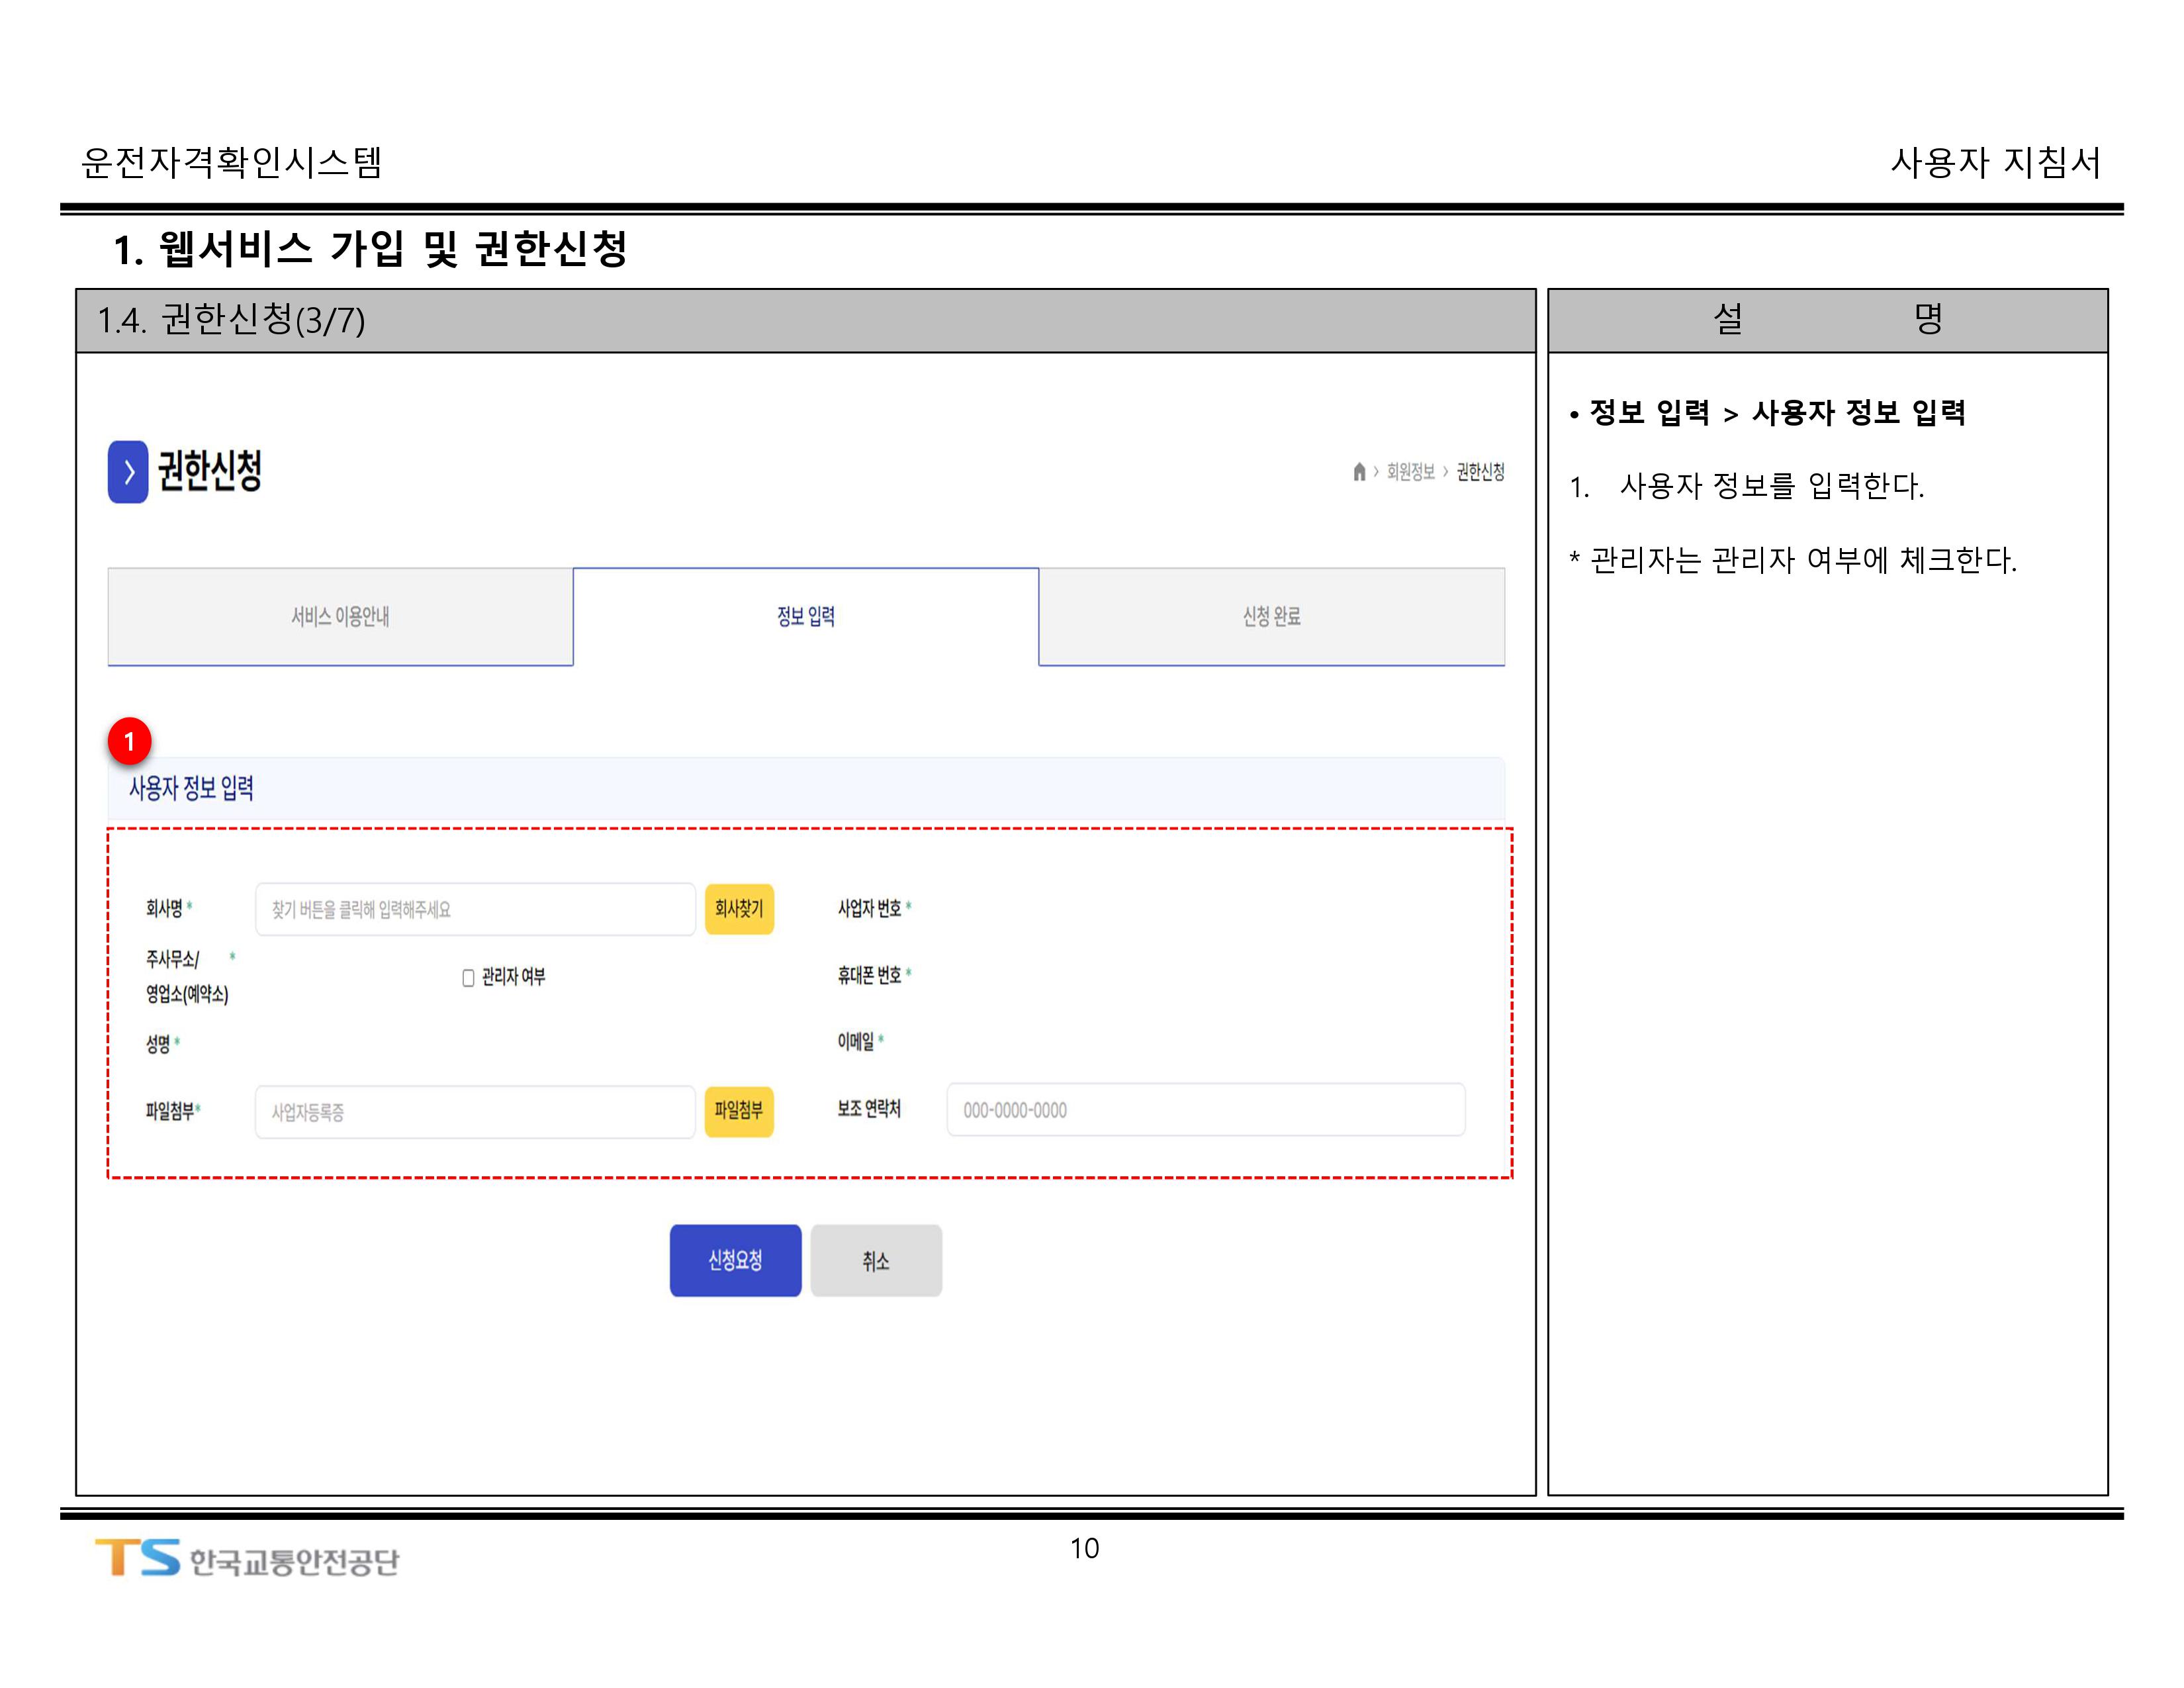 운전자격확인시스템
사용자 지침서
1. 웹서비스 가입 및 권한신청
1.4. 권한신청(3/7)
권한신청
> 회원정보 > 권한신청
서비스 이용안내
정보 입력
신청 완료
1
사용자 정보 입력
회사명 *
찾기 버튼을 클릭해 입력해주세요
회사찾기
사업자 번호 *
주사무소/ *
영업소(예약소)
관리자 여부
휴대폰 번호 *
성명 *
이메일 *
파일첨부*
사업자등록증
파일첨부
보조 연락처
000-0000-0000
신청요청
취소
설 명
• 정보 입력 > 사용자 정보 입력
1. 사용자 정보를 입력한다.
* 관리자는 관리자 여부에 체크한다.
TS 한국교통안전공단
10